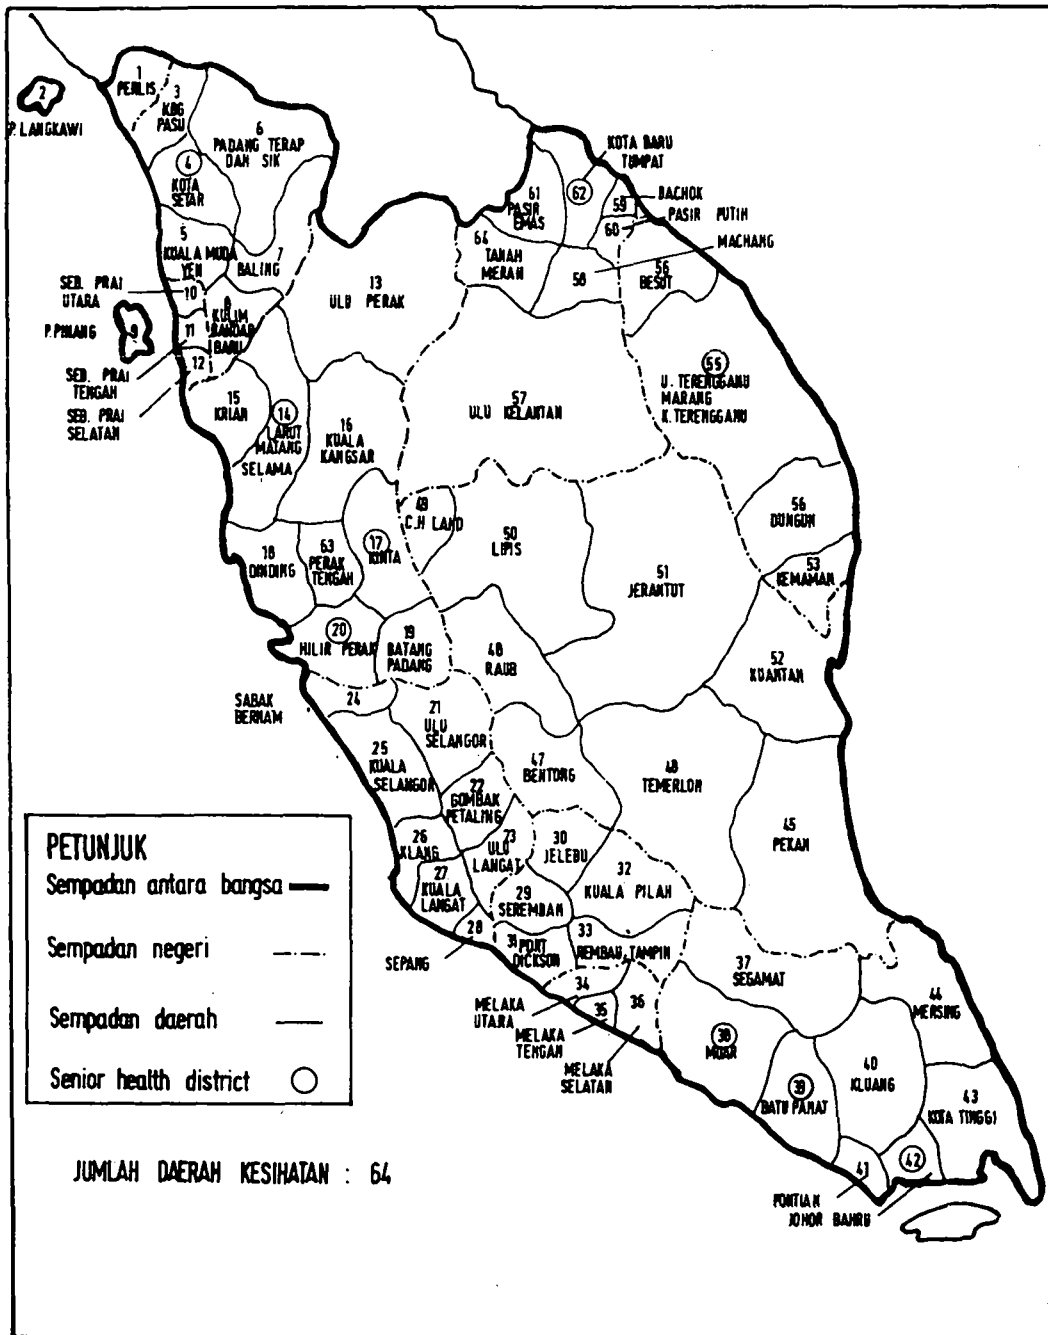 1
PERLIS
2
P. LANGKAWI
3
KBG
PASU
6
PADANG TERAP
DAN SIK
4
KOTA
SETAR
5
KUALA MUDA
YEN
7
BALING
SEB. PRAI
UTARA
10
8
KULIM
BANDAR
BARU
P. PINANG
9
11
SEB. PRAI
TENGAH
12
SEB. PRAI
SELATAN
13
ULU PERAK
KOTA BARU
TUMPAT
62
61
PASIR
EMAS
59
BACHOK
60
PASIR PUTIH
MACHANG
64
TANAH
MERAH
58
56
BESUT
55
U. TERENGGANU
MARANG
K. TERENGGANU
57
ULU KELANTAN
15
KRIAN
14
LARUT
MATANG
SELAMA
16
KUALA
KANGSAR
49
C.H LAND
50
LIPIS
56
DUNGUN
53
KEMAMAN
18
DINDING
63
PERAK
TENGAH
17
KINTA
51
JERANTUT
20
HILIR PERAK
19
BATANG
PADANG
48
RAUB
52
KUANTAN
SABAK
BERNAM
24
21
ULU
SELANGOR
25
KUALA
SELANGOR
47
BENTONG
48
TEMERLOH
22
GOMBAK
PETALING
45
PEKAN
26
KLANG
23
ULU
LANGAT
30
JELEBU
27
KUALA
LANGAT
32
KUALA PILAH
29
SEREMBAN
28
SEPANG
31
PORT
DICKSON
33
REMBAU, TAMPIN
37
SEGAMAT
34
MELAKA
UTARA
35
MELAKA
TENGAH
36
MELAKA
SELATAN
44
MERSING
38
MUAR
40
KLUANG
39
BATU PAHAT
43
KOTA TINGGI
41
42
PONTIAN
JOHOR BAHRU
PETUNJUK
Sempadan antara bangsa
Sempadan negeri
Sempadan daerah
Senior health district
JUMLAH DAERAH KESIHATAN : 64